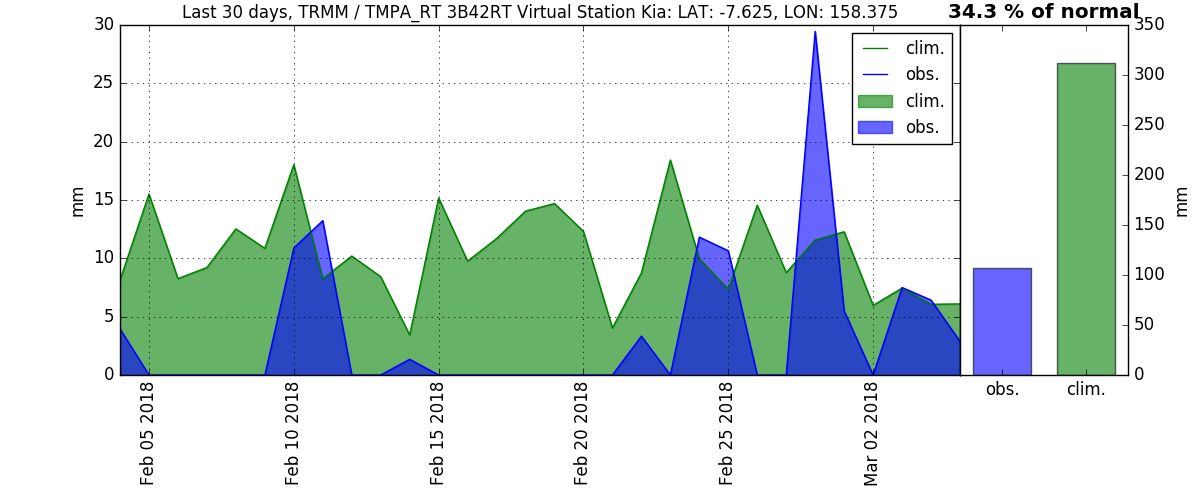 Last 30 days, TRMM / TMPA_RT 3B42RT Virtual Station Kia: LAT: -7.625, LON: 158.375
34.3 % of normal
30
25
20
15
10
5
0
mm
clim.
obs.
clim.
obs.
Feb 05 2018
Feb 10 2018
Feb 15 2018
Feb 20 2018
Feb 25 2018
Mar 02 2018
350
300
250
200
150
100
50
0
mm
obs.
clim.